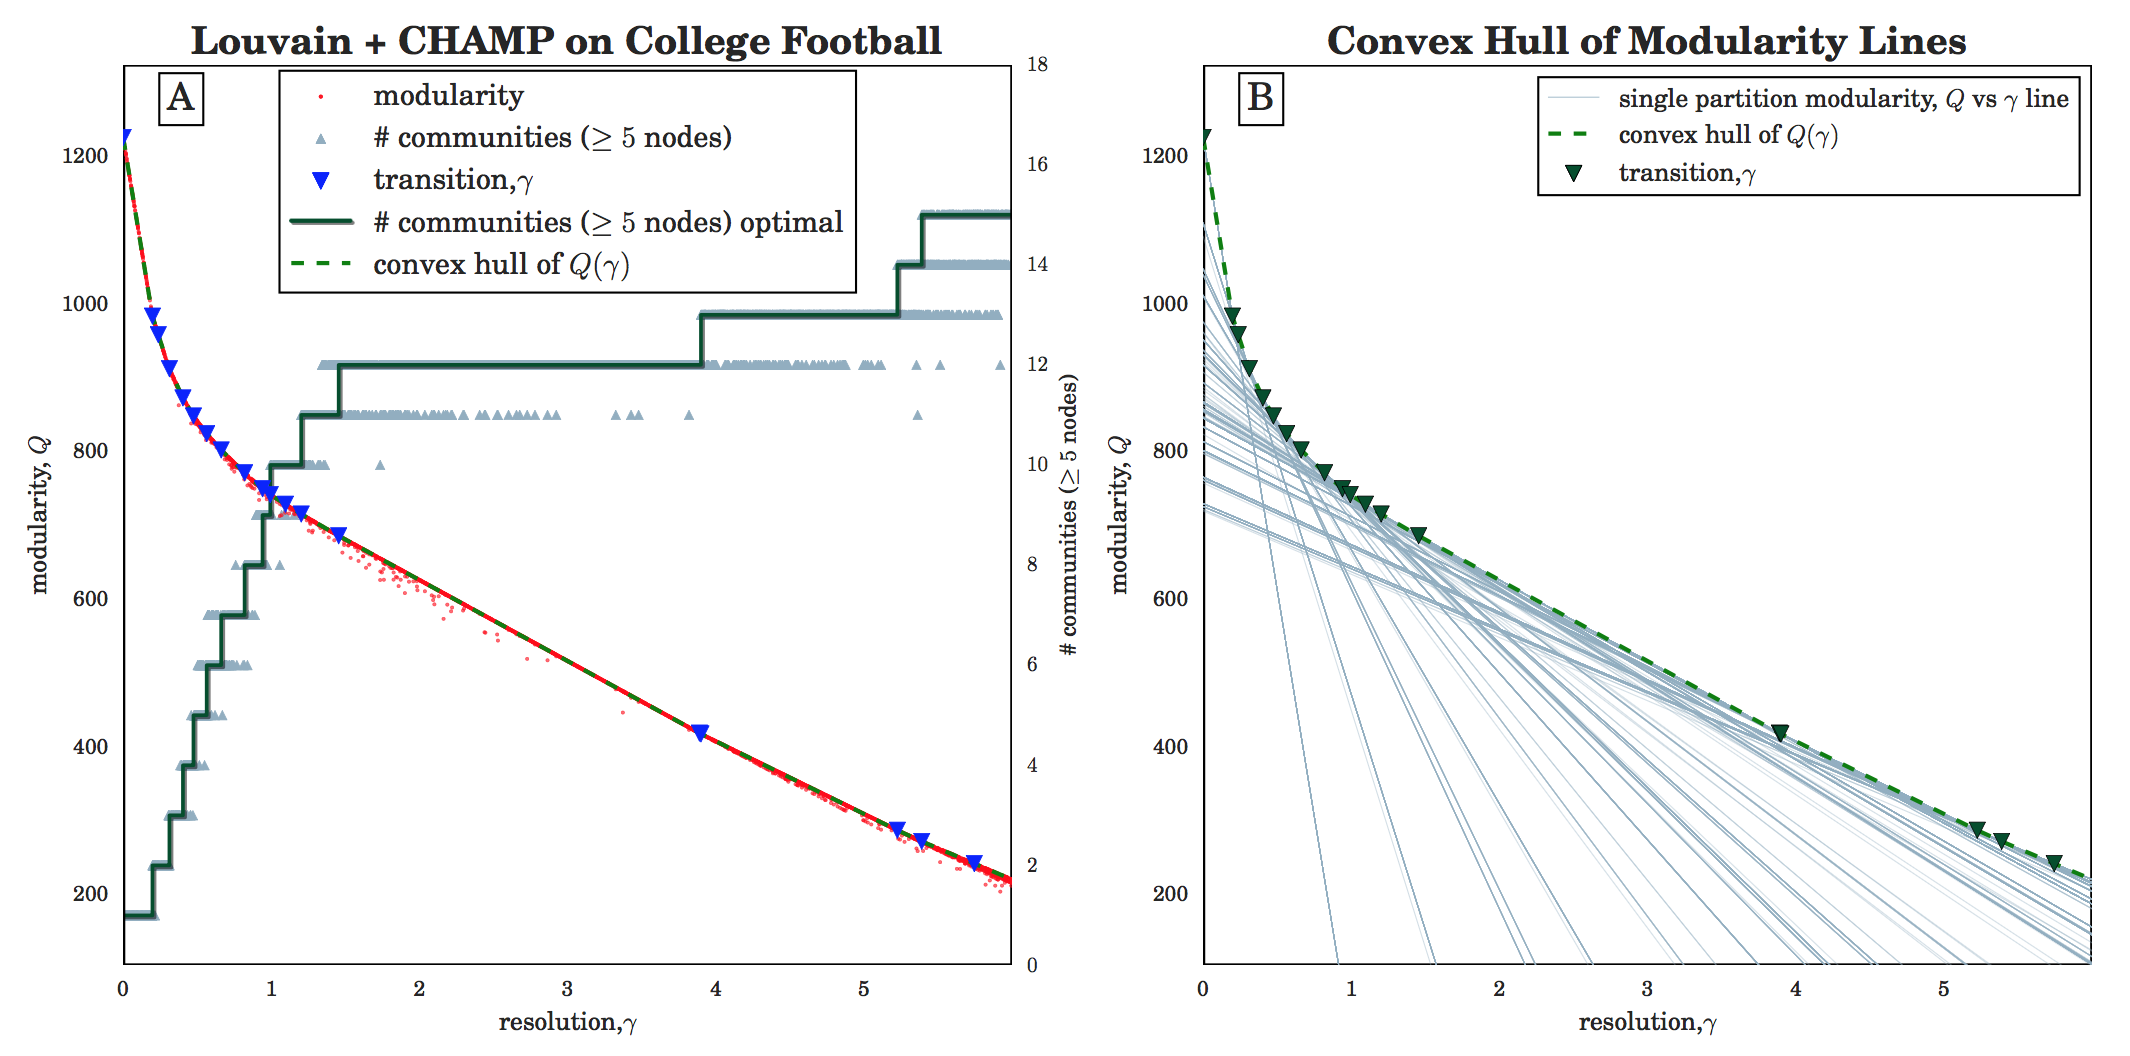 Louvain + CHAMP on College Football
A
modularity
# communities (≥ 5 nodes)
transition,γ
# communities (≥ 5 nodes) optimal
convex hull of Q(γ)
1200
1000
800
600
400
200
modularity, Q
18
16
14
12
10
8
6
4
2
0
# communities (≥ 5 nodes)
0 1 2 3 4 5
resolution,γ
Convex Hull of Modularity Lines
B
single partition modularity, Q vs γ line
convex hull of Q(γ)
transition,γ
1200
1000
800
600
400
200
modularity, Q
0 1 2 3 4 5
resolution,γ